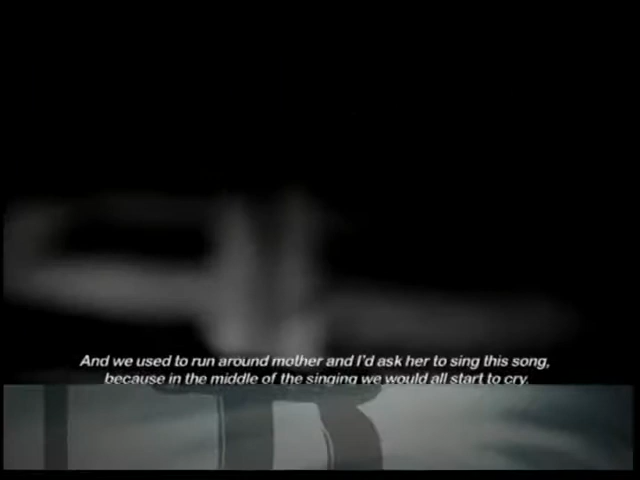 And we used to run around mother and I'd ask her to sing this song,
because in the middle of the singing we would all start to cry.